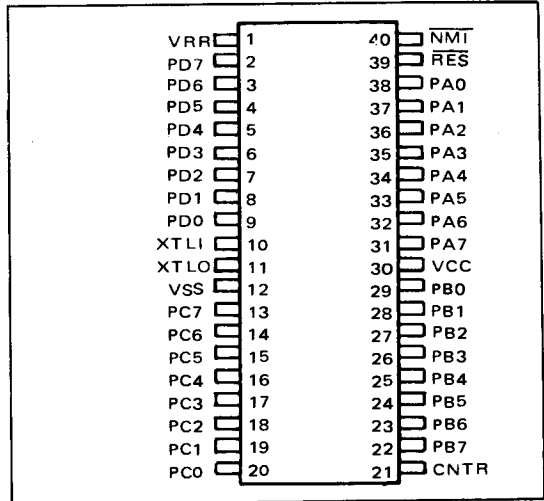 VRR 1 40 N̅M̅I̅
PD7 2 39 R̅E̅S̅
PD6 3 38 PA0
PD5 4 37 PA1
PD4 5 36 PA2
PD3 6 35 PA3
PD2 7 34 PA4
PD1 8 33 PA5
PD0 9 32 PA6
XTLI 10 31 PA7
XTLO 11 30 VCC
VSS 12 29 PB0
PC7 13 28 PB1
PC6 14 27 PB2
PC5 15 26 PB3
PC4 16 25 PB4
PC3 17 24 PB5
PC2 18 23 PB6
PC1 19 22 PB7
PC0 20 21 CNTR